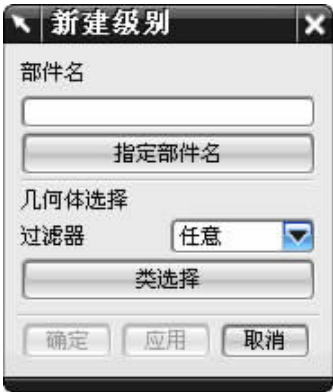 新建级别
部件名
指定部件名
几何体选择
过滤器 任意
类选择
确定 应用 取消